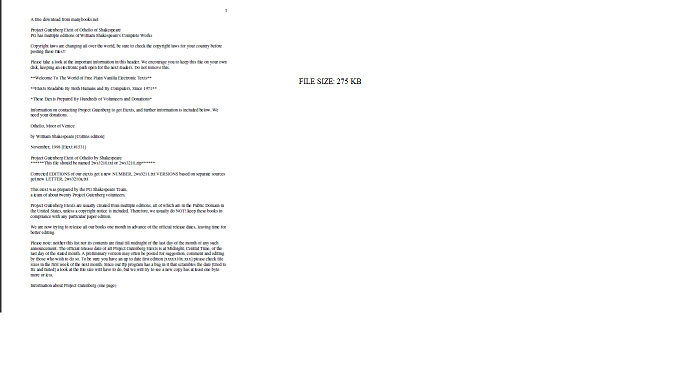 1
A free download from manybooks.net
Project Gutenberg Etext of Othello of Shakespeare
PG has multiple editions of William Shakespeare's Complete Works
Copyright laws are changing all over the world, be sure to check the copyright laws for your country before
posting these files!!
Please take a look at the important information in this header. We encourage you to keep this file on your own
disk, keeping an electronic path open for the next readers. Do not remove this.
**Welcome To The World of Free Plain Vanilla Electronic Texts**
**Etexts Readable By Both Humans and By Computers, Since 1971**
*These Etexts Prepared By Hundreds of Volunteers and Donations*
Information on contacting Project Gutenberg to get Etexts, and further information is included below. We
need your donations.
Othello, Moor of Venice
by William Shakespeare [Collins edition]
November, 1998 [Etext #1531]
Project Gutenberg Etext of Othello by Shakespeare
******This file should be named 2ws3210.txt or 2ws3210.zip******
Corrected EDITIONS of our etexts get a new NUMBER, 2ws3211.txt VERSIONS based on separate sources
get new LETTER, 2ws3210a.txt
This etext was prepared by the PG Shakespeare Team,
a team of about twenty Project Gutenberg volunteers.
Project Gutenberg Etexts are usually created from multiple editions, all of which are in the Public Domain in
the United States, unless a copyright notice is included. Therefore, we usually do NOT! keep these books in
compliance with any particular paper edition.
We are now trying to release all our books one month in advance of the official release dates, leaving time for
better editing.
Please note: neither this list nor its contents are final till midnight of the last day of the month of any such
announcement. The official release date of all Project Gutenberg Etexts is at Midnight, Central Time, of the
last day of the stated month. A preliminary version may often be posted for suggestion, comment and editing
by those who wish to do so. To be sure you have an up to date first edition [xxxxx10x.xxx] please check file
sizes in the first week of the next month. Since our ftp program has a bug in it that scrambles the date [tried to
fix and failed] a look at the file size will have to do, but we will try to see a new copy has at least one byte
more or less.
Information about Project Gutenberg (one page)
FILE SIZE: 275 KB